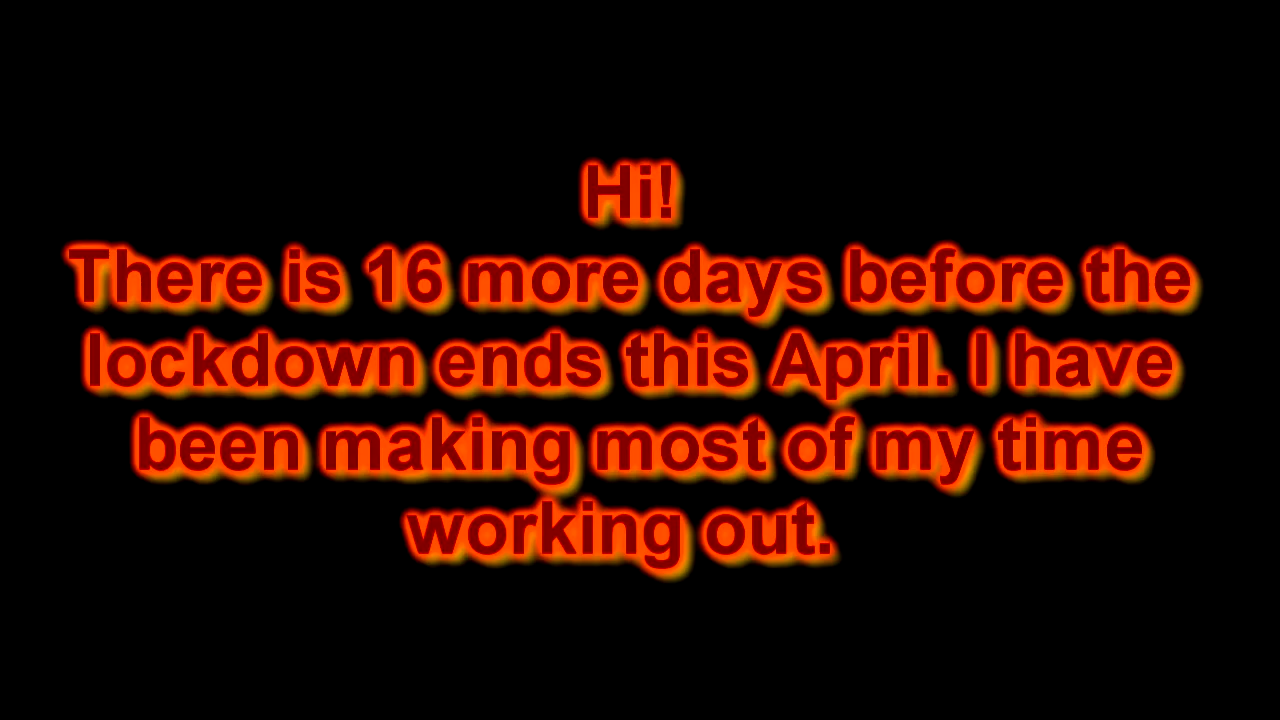 Hi!
There is 16 more days before the
lockdown ends this April. I have
been making most of my time
working out.